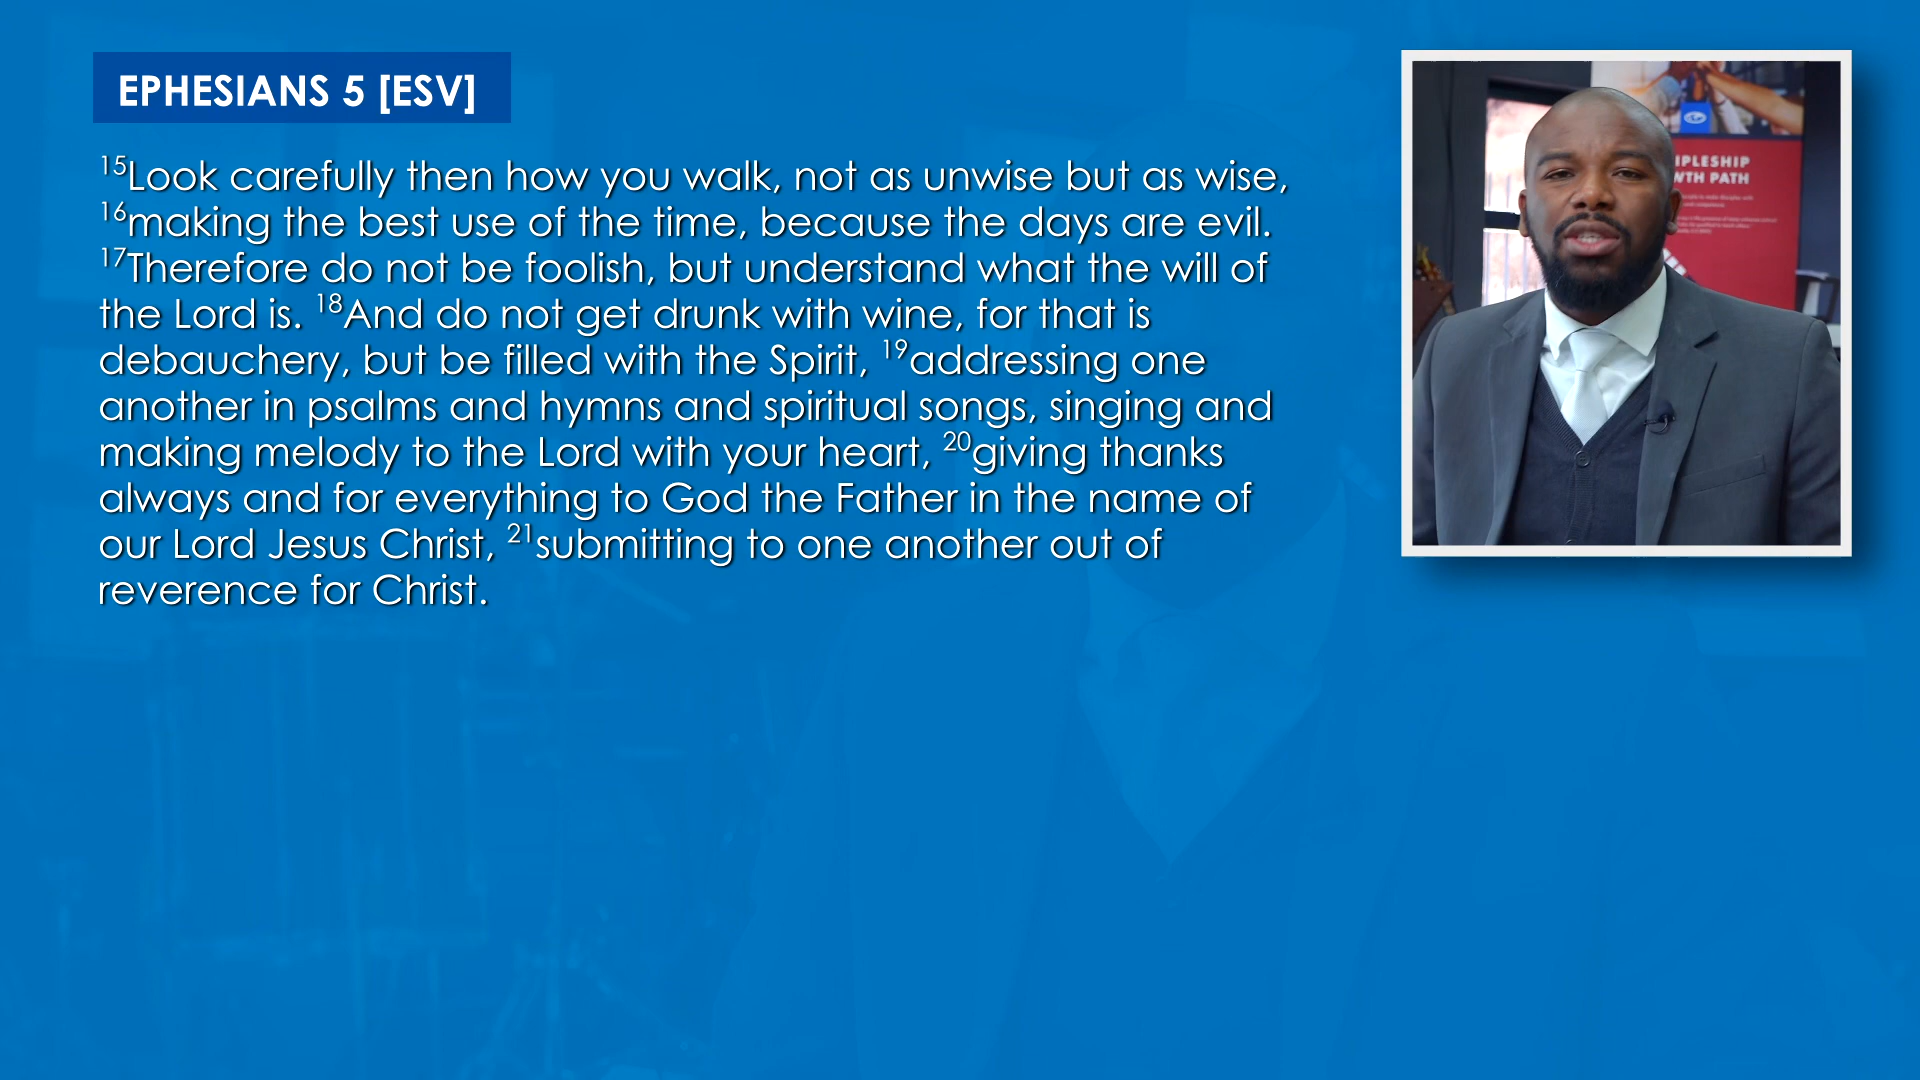 EPHESIANS 5 [ESV]
15Look carefully then how you walk, not as unwise but as wise,
16making the best use of the time, because the days are evil.
17Therefore do not be foolish, but understand what the will of
the Lord is. 18And do not get drunk with wine, for that is
debauchery, but be filled with the Spirit, 19addressing one
another in psalms and hymns and spiritual songs, singing and
making melody to the Lord with your heart, 20giving thanks
always and for everything to God the Father in the name of
our Lord Jesus Christ, 21submitting to one another out of
reverence for Christ.
IPLESHIP
WTH PATH